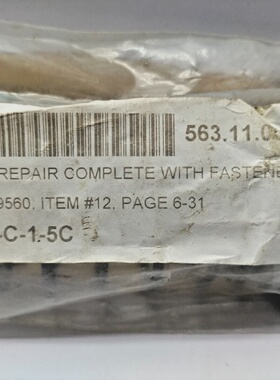 563.11.0
REPAIR COMPLETE WITH FASTENE
9560, ITEM #12, PAGE 6-31
-C-1-5C